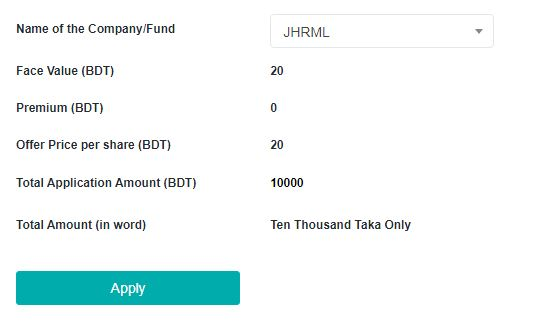 Name of the Company/Fund JHRML
Face Value (BDT) 20
Premium (BDT) 0
Offer Price per share (BDT) 20
Total Application Amount (BDT) 10000
Total Amount (in word) Ten Thousand Taka Only
Apply